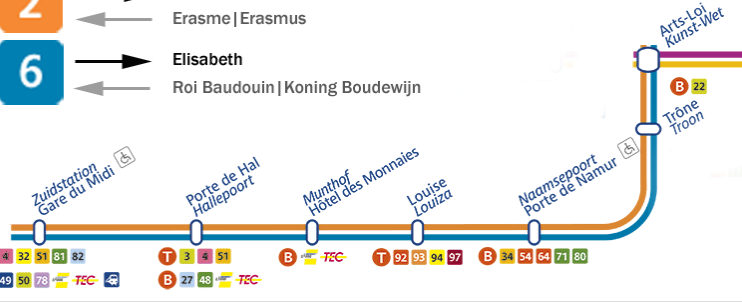 2
Erasme|Erasmus
6
Elisabeth
Roi Baudouin|Koning Boudewijn
Arts-Loi
Kunst-Wet
B 22
Trône
Troon
Zuidstation
Gare du Midi
Porte de Hal
Hallepoort
Munthof
Hôtel des Monnaies
Louise
Louiza
Naamsepoort
Porte de Namur
4 32 51 81 82
49 50 78 TEC
T 3 4 51
B 27 48 TEC
B TEC
T 92 93 94 97
B 34 54 64 71 80